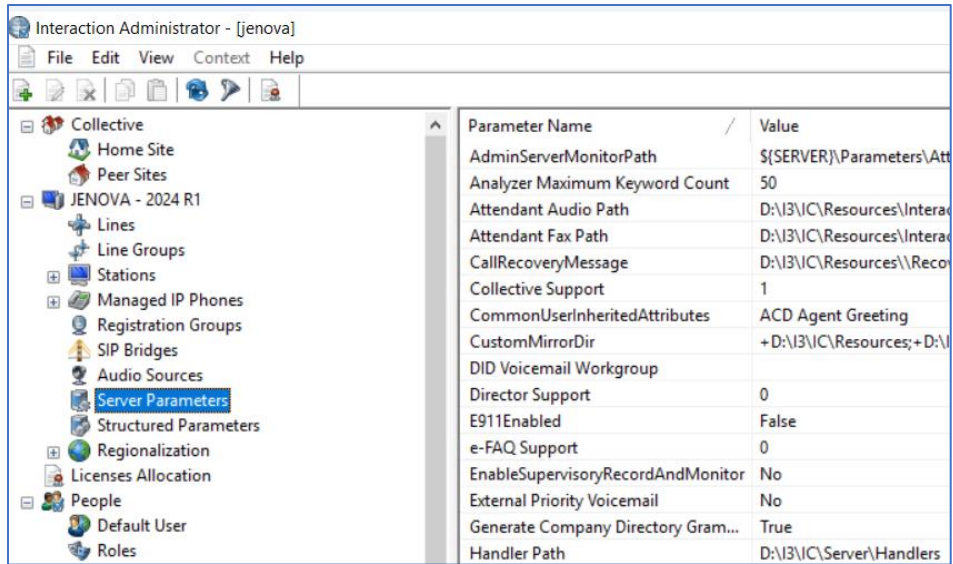 Interaction Administrator - [jenova]
File Edit View Context Help
Collective
Home Site
Peer Sites
JENOVA - 2024 R1
Lines
Line Groups
Stations
Managed IP Phones
Registration Groups
SIP Bridges
Audio Sources
Server Parameters
Structured Parameters
Regionalization
Licenses Allocation
People
Default User
Roles
Parameter Name / Value
AdminServerMonitorPath ${SERVER}\Parameters\Att
Analyzer Maximum Keyword Count 50
Attendant Audio Path D:\I3\IC\Resources\Interac
Attendant Fax Path D:\I3\IC\Resources\Interac
CallRecoveryMessage D:\I3\IC\Resources\\Recov
Collective Support 1
CommonUserInheritedAttributes ACD Agent Greeting
CustomMirrorDir +D:\I3\IC\Resources;+D:\I
DID Voicemail Workgroup
Director Support 0
E911Enabled False
e-FAQ Support 0
EnableSupervisoryRecordAndMonitor No
External Priority Voicemail No
Generate Company Directory Gram... True
Handler Path D:\I3\IC\Server\Handlers